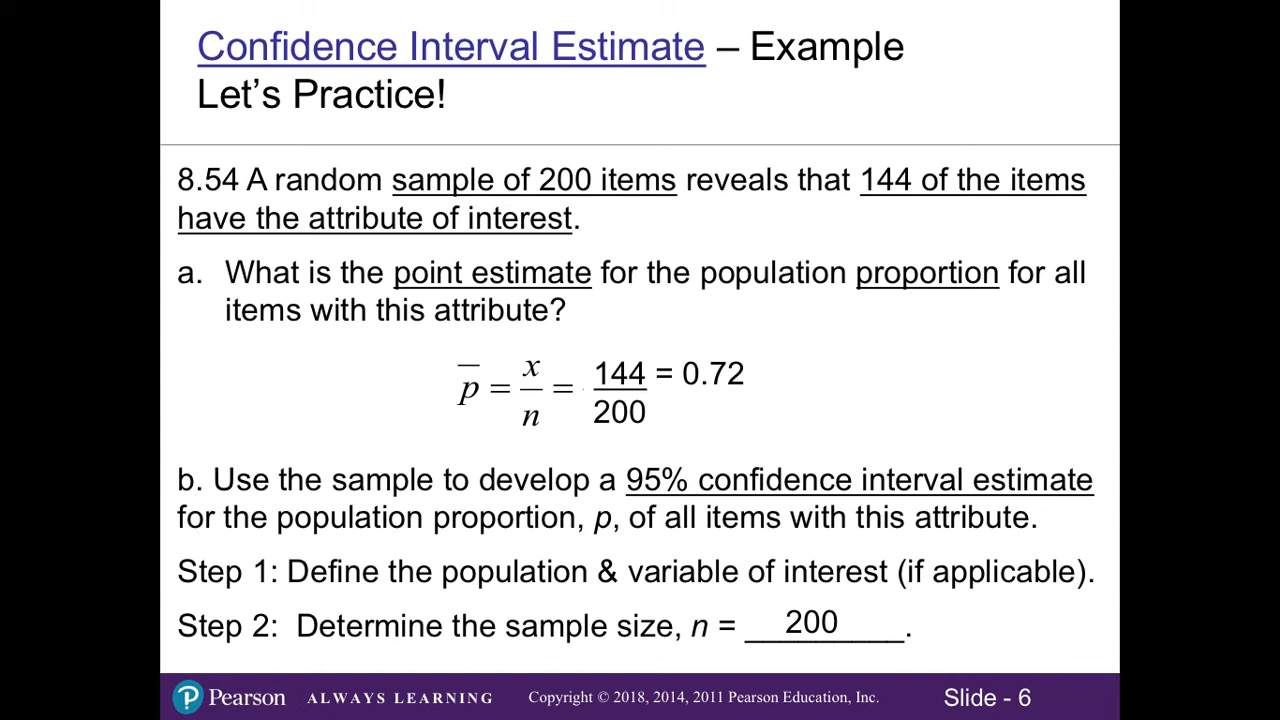 Confidence Interval Estimate – Example
Let's Practice!
8.54 A random sample of 200 items reveals that 144 of the items
have the attribute of interest.
a. What is the point estimate for the population proportion for all
items with this attribute?
p̅ = x/n = 144/200 = 0.72
b. Use the sample to develop a 95% confidence interval estimate
for the population proportion, p, of all items with this attribute.
Step 1: Define the population & variable of interest (if applicable).
Step 2: Determine the sample size, n = ___200____.
P Pearson ALWAYS LEARNING Copyright © 2018, 2014, 2011 Pearson Education, Inc. Slide - 6